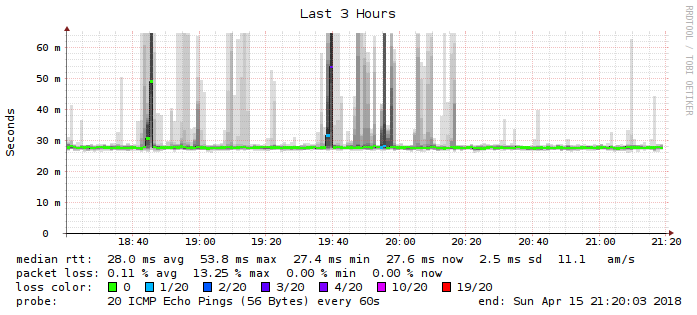 Last 3 Hours
RRDTOOL / TOBI OETIKER
Seconds
60 m
50 m
40 m
30 m
20 m
10 m
0
18:40 19:00 19:20 19:40 20:00 20:20 20:40 21:00 21:20
median rtt: 28.0 ms avg 53.8 ms max 27.4 ms min 27.6 ms now 2.5 ms sd 11.1 am/s
packet loss: 0.11 % avg 13.25 % max 0.00 % min 0.00 % now
loss color: 0 1/20 2/20 3/20 4/20 10/20 19/20
probe: 20 ICMP Echo Pings (56 Bytes) every 60s end: Sun Apr 15 21:20:03 2018